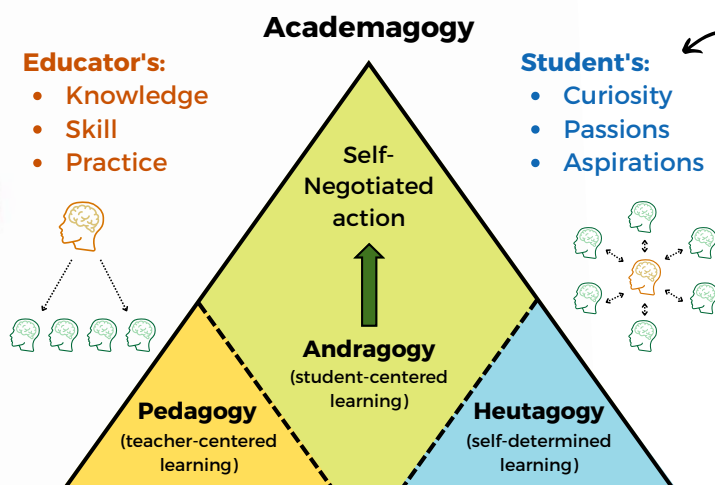 Academagogy
Educator's:
• Knowledge
• Skill
• Practice
Student's:
• Curiosity
• Passions
• Aspirations
Self-
Negotiated
action
Andragogy
(student-centered
learning)
Pedagogy
(teacher-centered
learning)
Heutagogy
(self-determined
learning)